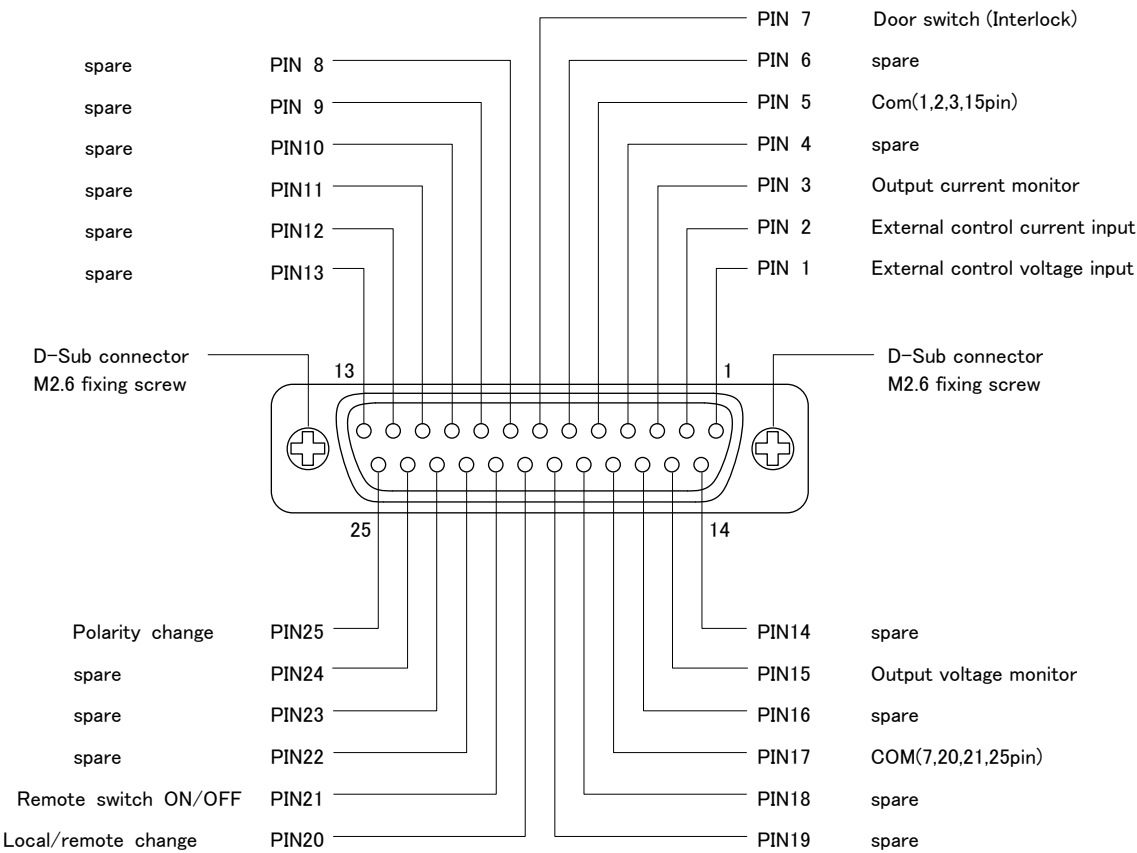 PIN 7 Door switch (Interlock)
spare PIN 8
PIN 6 spare
spare PIN 9
PIN 5 Com(1,2,3,15pin)
spare PIN10
PIN 4 spare
spare PIN11
PIN 3 Output current monitor
spare PIN12
PIN 2 External control current input
spare PIN13
PIN 1 External control voltage input
D-Sub connector
M2.6 fixing screw
13
1
D-Sub connector
M2.6 fixing screw
25
14
Polarity change PIN25
PIN14 spare
spare PIN24
PIN15 Output voltage monitor
spare PIN23
PIN16 spare
spare PIN22
PIN17 COM(7,20,21,25pin)
Remote switch ON/OFF PIN21
PIN18 spare
Local/remote change PIN20
PIN19 spare